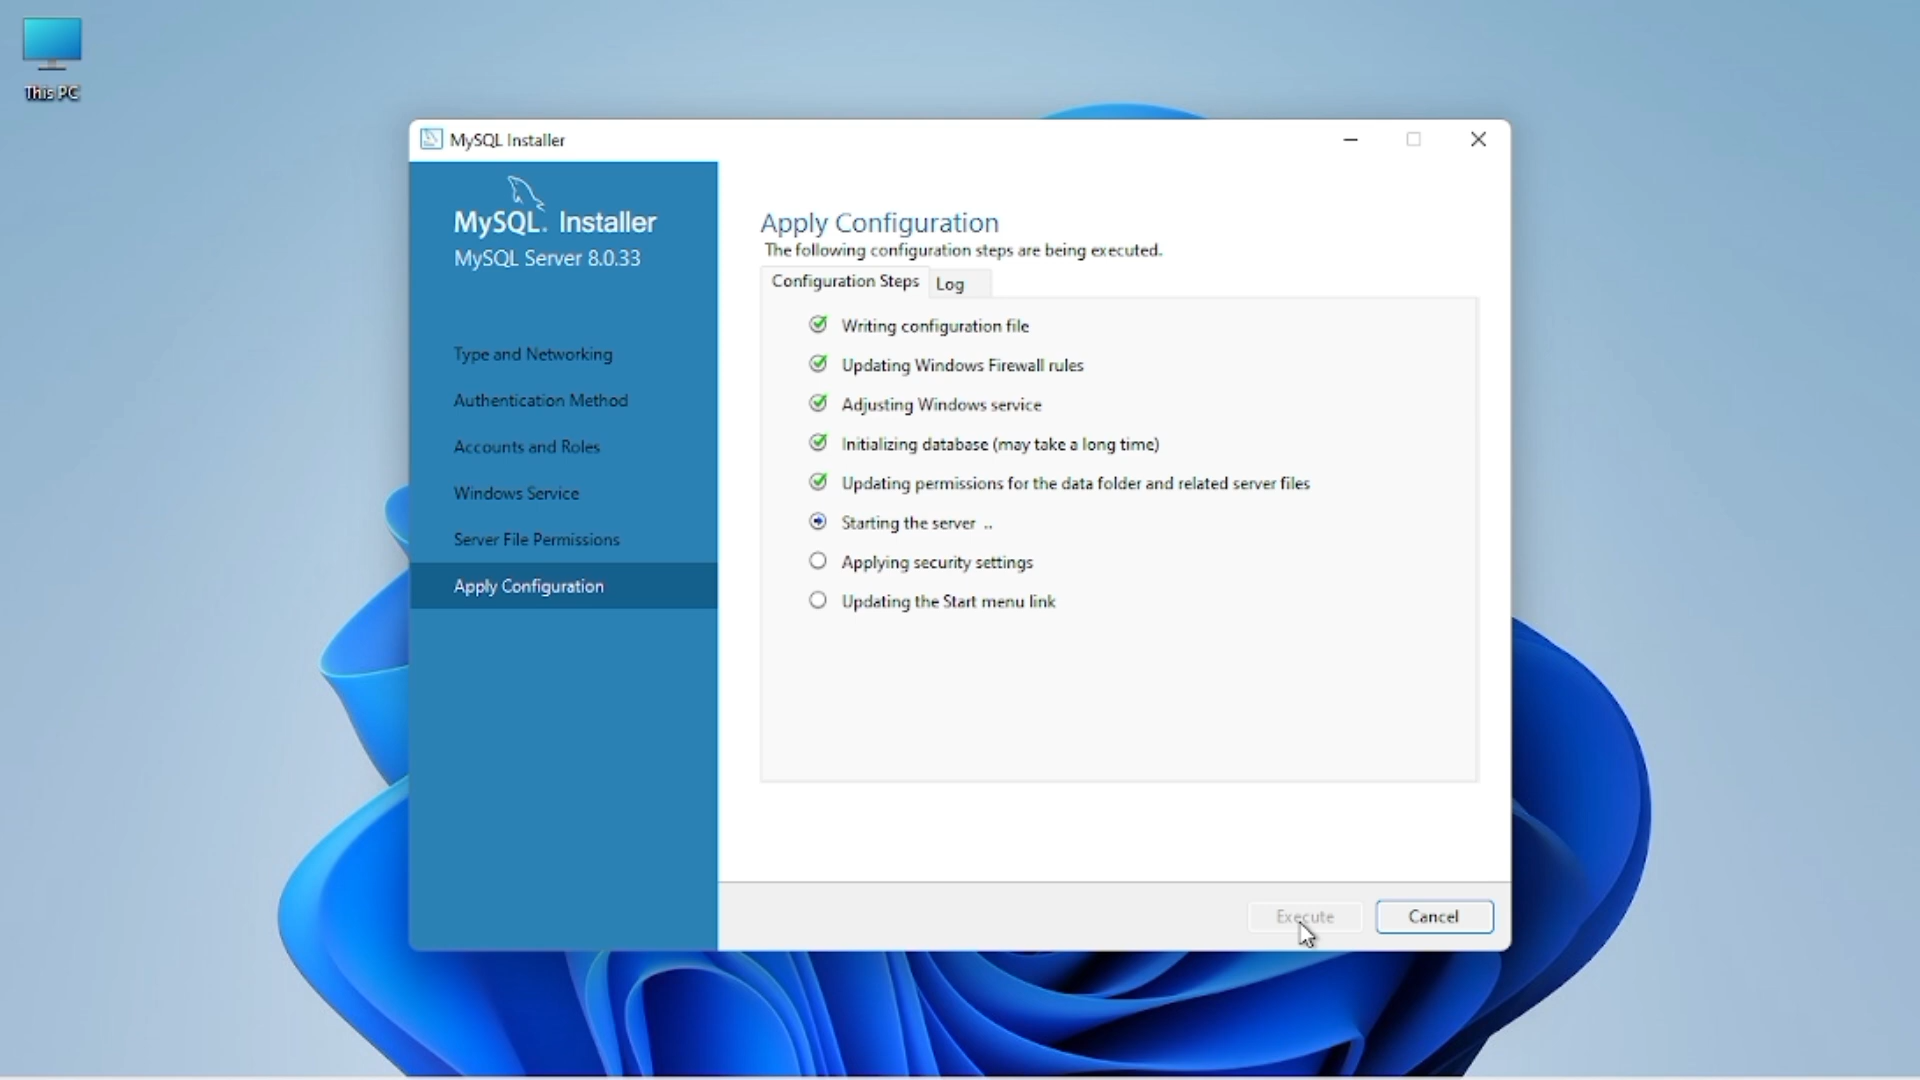 This PC
MySQL Installer
MySQL. Installer
MySQL Server 8.0.33
Type and Networking
Authentication Method
Accounts and Roles
Windows Service
Server File Permissions
Apply Configuration
Apply Configuration
The following configuration steps are being executed.
Configuration Steps Log
Writing configuration file
Updating Windows Firewall rules
Adjusting Windows service
Initializing database (may take a long time)
Updating permissions for the data folder and related server files
Starting the server ..
Applying security settings
Updating the Start menu link
Execute Cancel